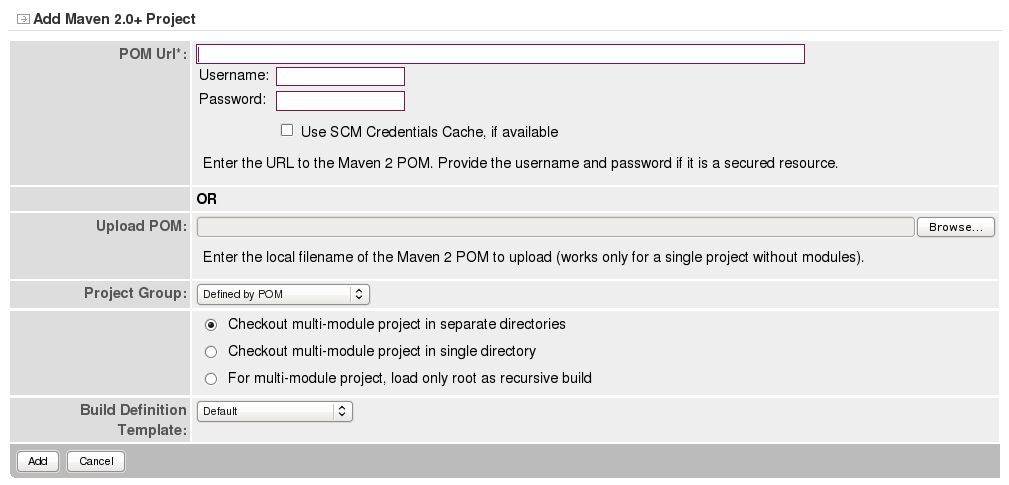 Add Maven 2.0+ Project
POM Url*:
Username:
Password:
Use SCM Credentials Cache, if available
Enter the URL to the Maven 2 POM. Provide the username and password if it is a secured resource.
OR
Upload POM:
Browse...
Enter the local filename of the Maven 2 POM to upload (works only for a single project without modules).
Project Group:
Defined by POM
Checkout multi-module project in separate directories
Checkout multi-module project in single directory
For multi-module project, load only root as recursive build
Build Definition
Template:
Default
Add
Cancel